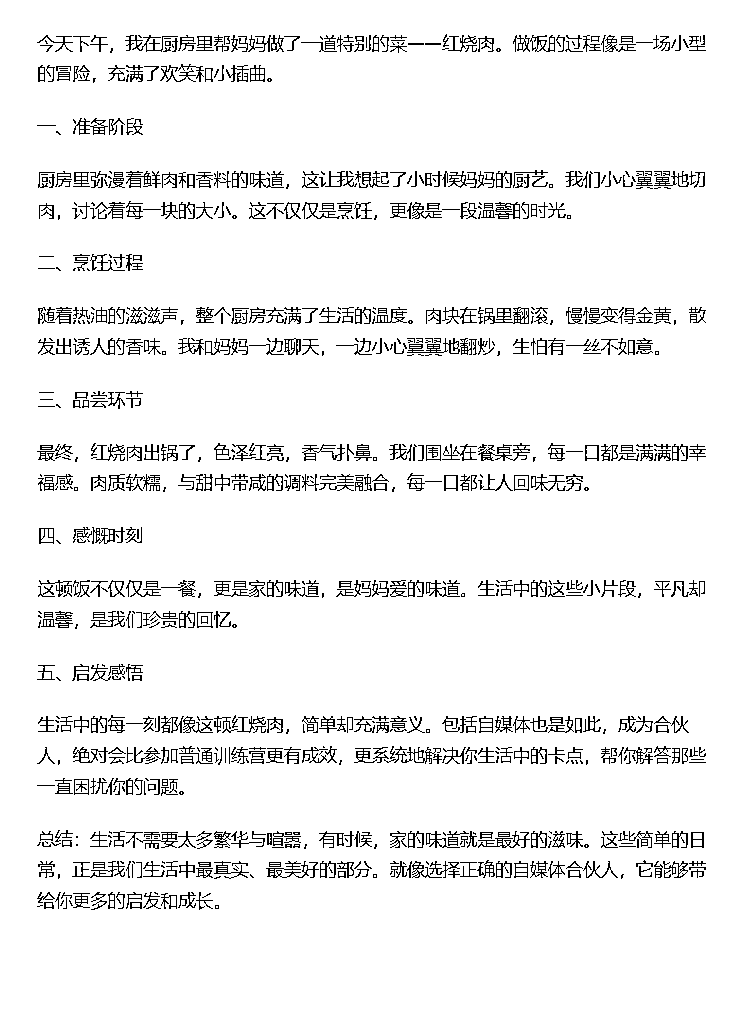 今天下午，我在厨房里帮妈妈做了一道特别的菜——红烧肉。做饭的过程像是一场小型
的冒险，充满了欢笑和小插曲。
一、准备阶段
厨房里弥漫着鲜肉和香料的味道，这让我想起了小时候妈妈的厨艺。我们小心翼翼地切
肉，讨论着每一块的大小。这不仅仅是烹饪，更像是一段温馨的时光。
二、烹饪过程
随着热油的滋滋声，整个厨房充满了生活的温度。肉块在锅里翻滚，慢慢变得金黄，散
发出诱人的香味。我和妈妈一边聊天，一边小心翼翼地翻炒，生怕有一丝不如意。
三、品尝环节
最终，红烧肉出锅了，色泽红亮，香气扑鼻。我们围坐在餐桌旁，每一口都是满满的幸
福感。肉质软糯，与甜中带咸的调料完美融合，每一口都让人回味无穷。
四、感慨时刻
这顿饭不仅仅是一餐，更是家的味道，是妈妈爱的味道。生活中的这些小片段，平凡却
温馨，是我们珍贵的回忆。
五、启发感悟
生活中的每一刻都像这顿红烧肉，简单却充满意义。包括自媒体也是如此，成为合伙
人，绝对会比参加普通训练营更有成效，更系统地解决你生活中的卡点，帮你解答那些
一直困扰你的问题。
总结：生活不需要太多繁华与喧嚣，有时候，家的味道就是最好的滋味。这些简单的日
常，正是我们生活中最真实、最美好的部分。就像选择正确的自媒体合伙人，它能够带
给你更多的启发和成长。